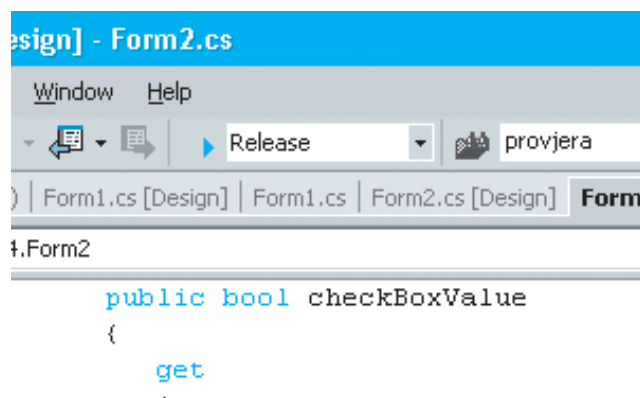 esign] - Form2.cs
Window Help
Release provjera
) Form1.cs [Design] Form1.cs Form2.cs [Design] Form
4.Form2
public bool checkBoxValue
{
get